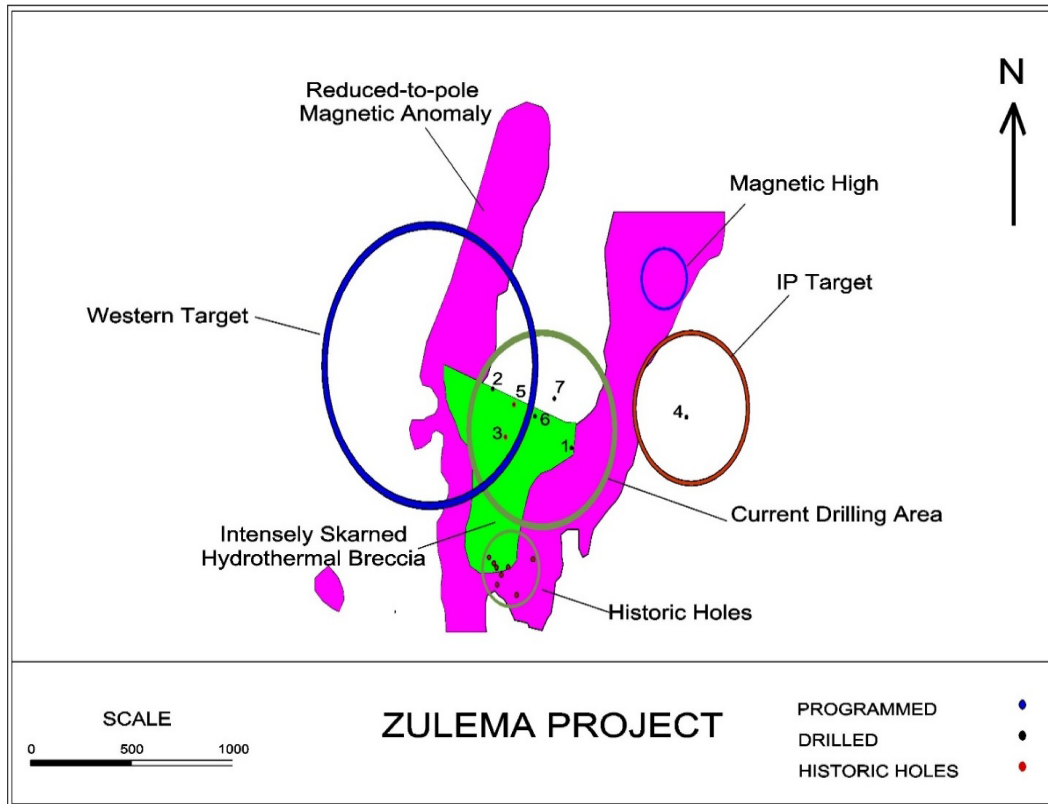 Reduced-to-pole
Magnetic Anomaly
N
Magnetic High
IP Target
Western Target
2
5
7
6
4
3
1
Current Drilling Area
Intensely Skarned
Hydrothermal Breccia
Historic Holes
SCALE
0 500 1000
ZULEMA PROJECT
PROGRAMMED
DRILLED
HISTORIC HOLES